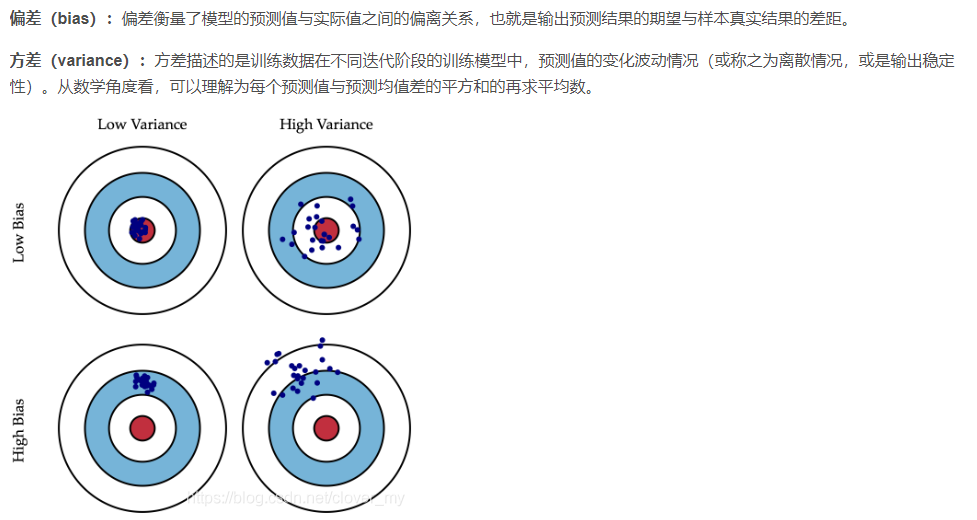 偏差（bias）：偏差衡量了模型的预测值与实际值之间的偏离关系，也就是输出预测结果的期望与样本真实结果的差距。
方差（variance）：方差描述的是训练数据在不同迭代阶段的训练模型中，预测值的变化波动情况（或称之为离散情况，或是输出稳定
性）。从数学角度看，可以理解为每个预测值与预测均值差的平方和的再求平均数。
Low Variance
High Variance
Low Bias
High Bias
https://blog.csdn.net/clover_my